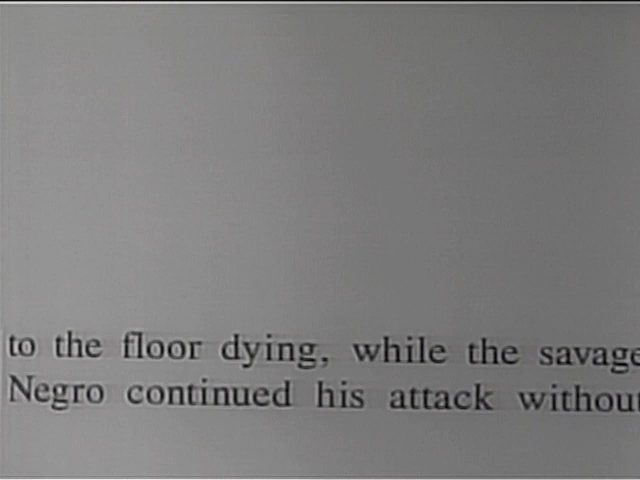 to the floor dying, while the savage
Negro continued his attack without